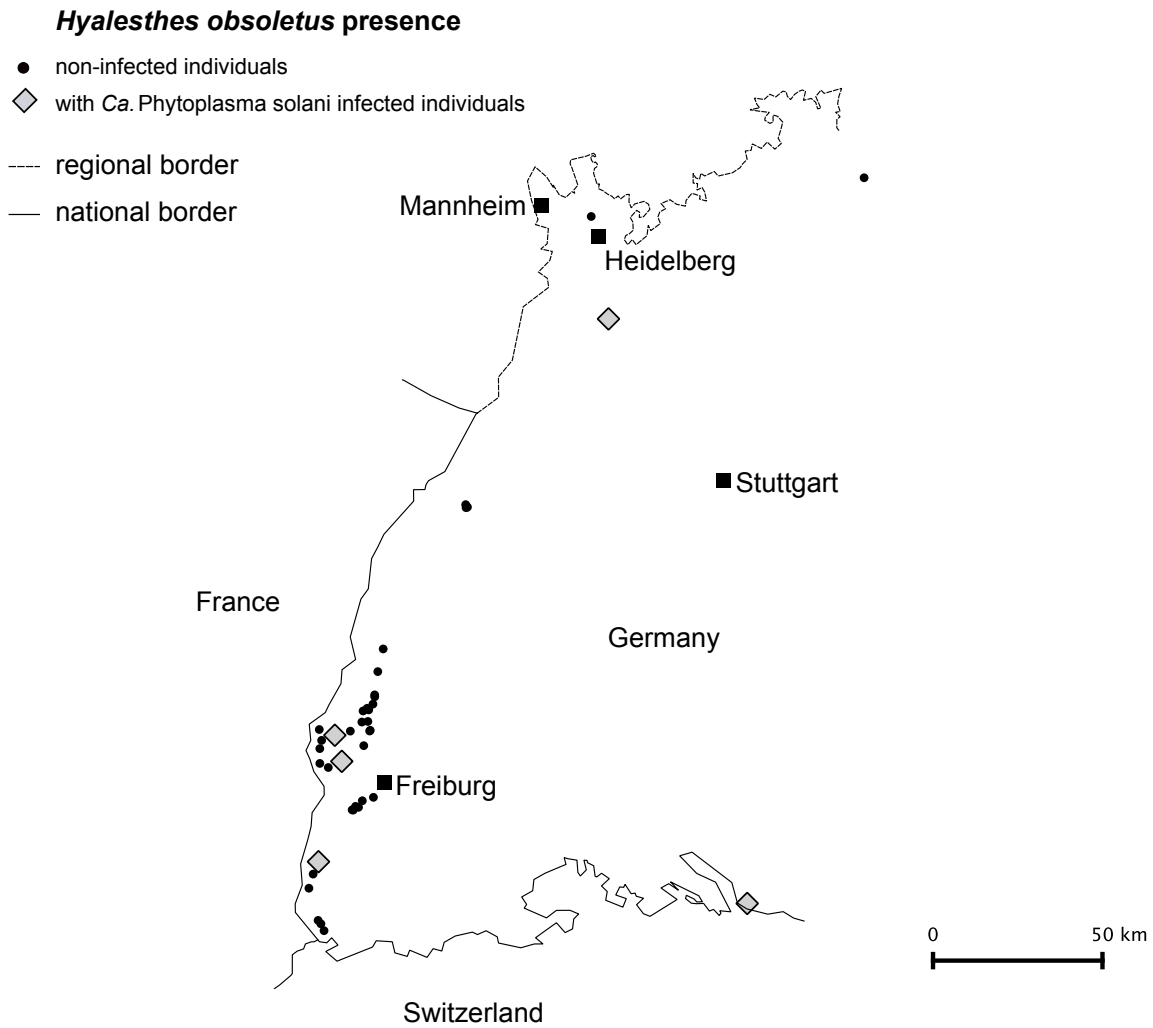 Hyalesthes obsoletus presence
non-infected individuals
with Ca. Phytoplasma solani infected individuals
regional border
national border
Mannheim
Heidelberg
Stuttgart
France
Germany
Freiburg
0 50 km
Switzerland